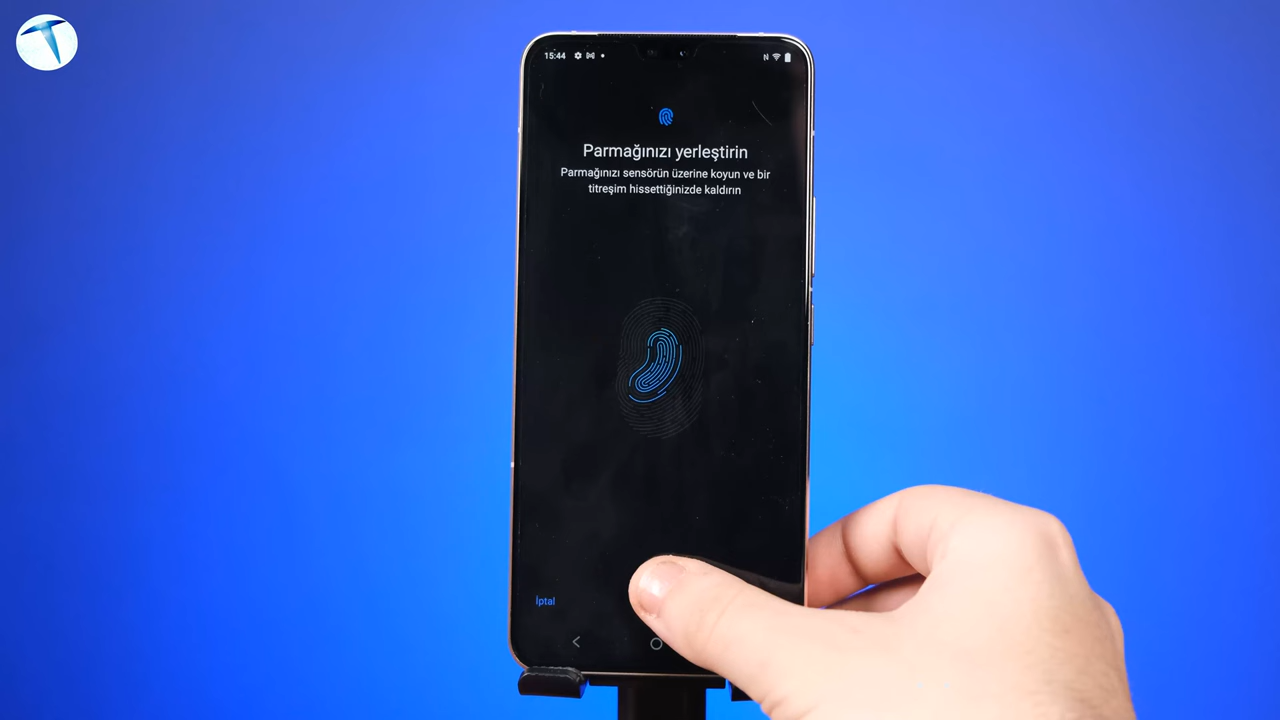 15:44
Parmağınızı yerleştirin
Parmağınızı sensörün üzerine koyun ve bir
titreşim hissettiğinizde kaldırın
İptal